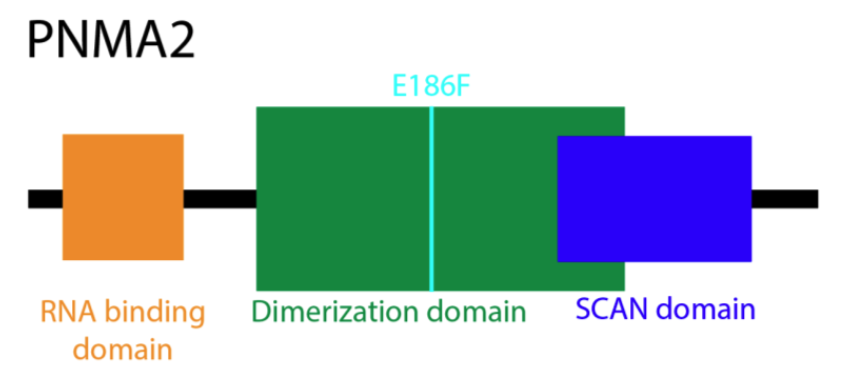 PNMA2
E186F
RNA binding
domain
Dimerization domain
SCAN domain